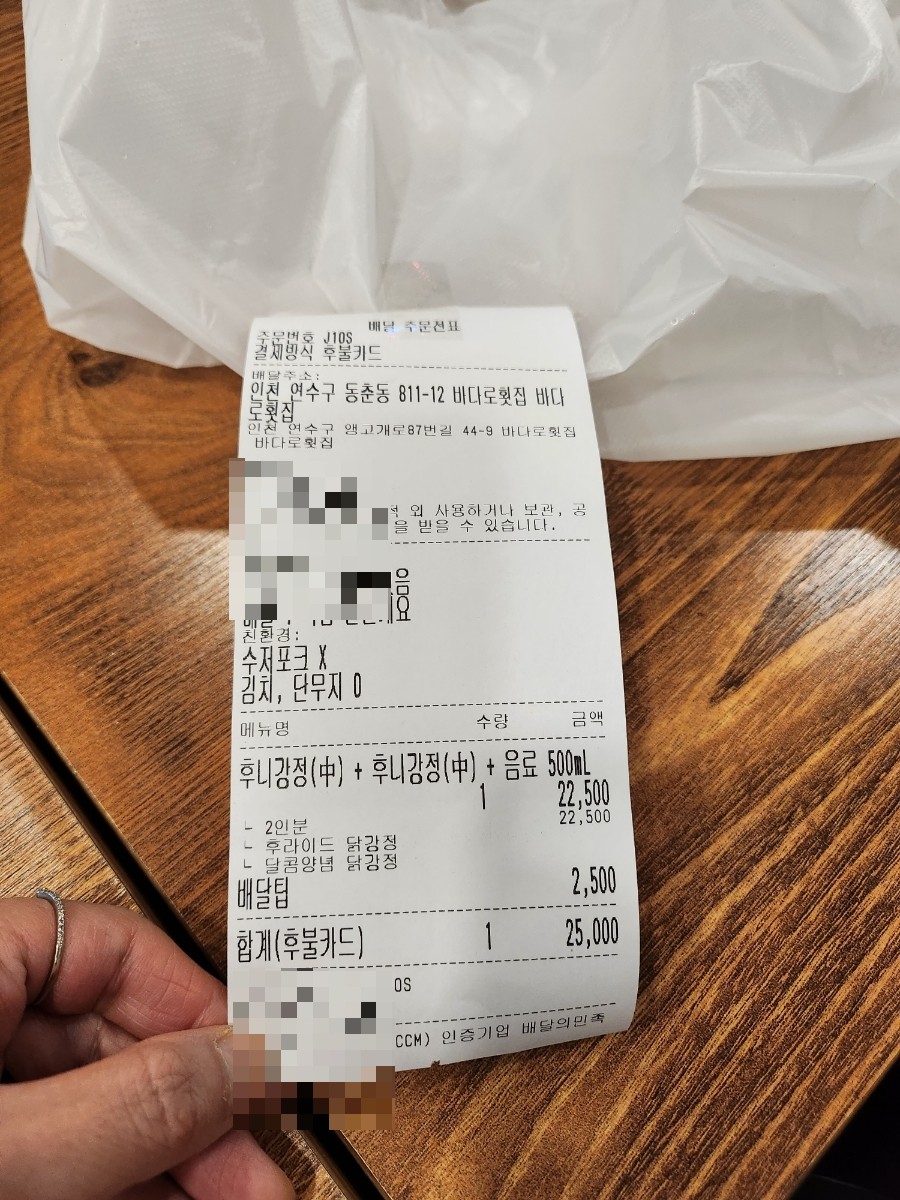 배달 주문전표
주문번호 J10S
결제방식 후불카드
배달주소:
인천 연수구 동춘동 811-12 바다로횟집 바다
로횟집
인천 연수구 앵고개로87번길 44-9 바다로횟집
바다로횟집
적 외 사용하거나 보관, 공
을 받을 수 있습니다.
음
친환경:
수저포크 X
김치, 단무지 O
메뉴명 수량 금액
후니강정(中) + 후니강정(中) + 음료 500mL
1 22,500
22,500
└ 2인분
└ 후라이드 닭강정
└ 달콤양념 닭강정
배달팁 2,500
합계(후불카드) 1 25,000
OS
CCM) 인증기업 배달의민족